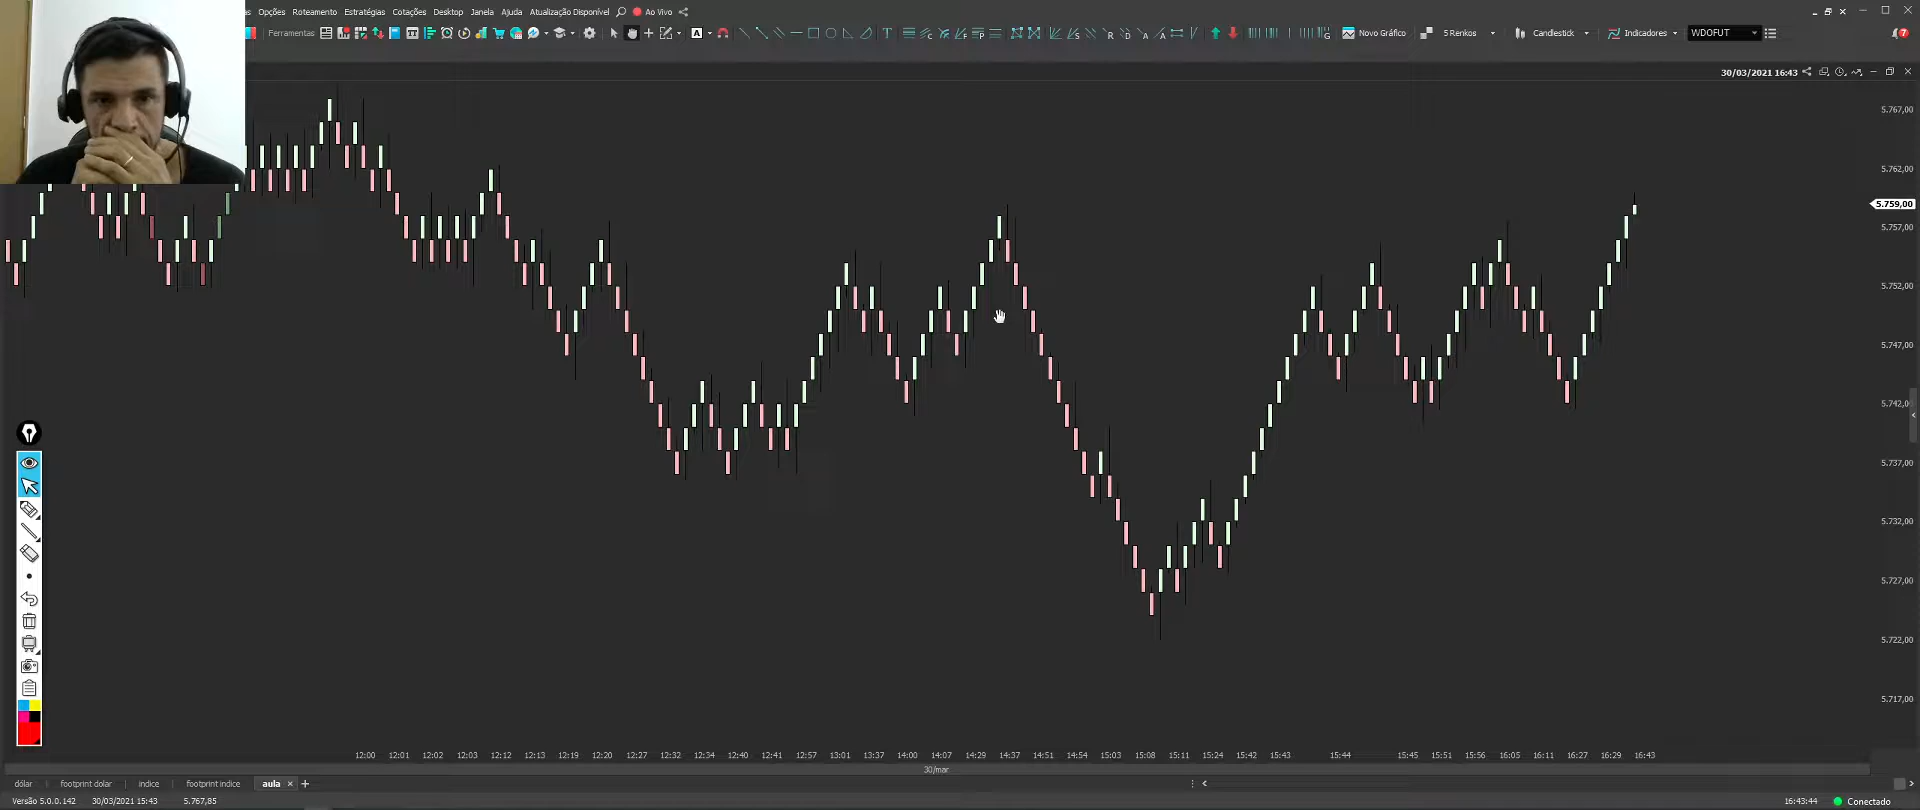 as Opções Roteamento Estratégias Cotações Desktop Janela Ajuda Atualização Disponível Ao Vivo
Ferramentas A T Novo Gráfico 5 Renkos Candlestick Indicadores WDOFUT 7
30/03/2021 16:43
5.767,00
5.762,00
5.759,00
5.757,00
5.752,00
5.747,00
5.742,00
5.737,00
5.732,00
5.727,00
5.722,00
5.717,00
12:00 12:01 12:02 12:03 12:12 12:13 12:19 12:20 12:27 12:32 12:34 12:40 12:41 12:57 13:01 13:37 14:00 14:07 14:29 14:37 14:51 14:54 15:03 15:08 15:11 15:24 15:42 15:43 15:44 15:45 15:51 15:56 16:05 16:11 16:27 16:29 16:43
30/mar
dólar footprint dolar indice footprint indice aula × +
Versão 5.0.0.142 30/03/2021 15:43 5.767,85 16:43:44 Conectado